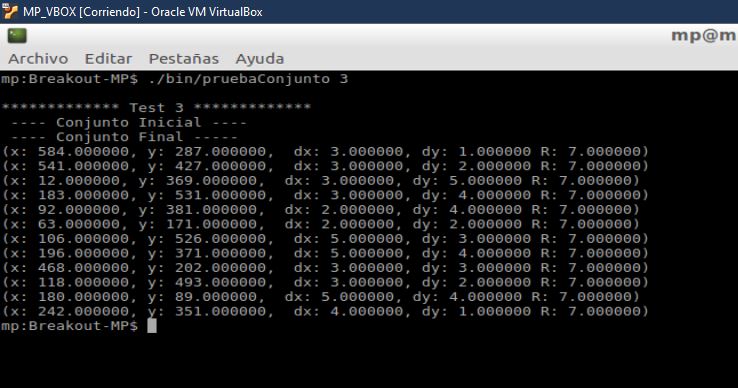 MP_VBOX [Corriendo] - Oracle VM VirtualBox
mp@m
Archivo Editar Pestañas Ayuda
mp:Breakout-MP$ ./bin/pruebaConjunto 3
************* Test 3 *************
---- Conjunto Inicial ----
---- Conjunto Final -----
(x: 584.000000, y: 287.000000,  dx: 3.000000, dy: 1.000000 R: 7.000000)
(x: 541.000000, y: 427.000000,  dx: 3.000000, dy: 2.000000 R: 7.000000)
(x: 12.000000, y: 369.000000,  dx: 3.000000, dy: 5.000000 R: 7.000000)
(x: 183.000000, y: 531.000000,  dx: 3.000000, dy: 4.000000 R: 7.000000)
(x: 92.000000, y: 381.000000,  dx: 2.000000, dy: 4.000000 R: 7.000000)
(x: 63.000000, y: 171.000000,  dx: 2.000000, dy: 2.000000 R: 7.000000)
(x: 106.000000, y: 526.000000,  dx: 5.000000, dy: 3.000000 R: 7.000000)
(x: 196.000000, y: 371.000000,  dx: 5.000000, dy: 4.000000 R: 7.000000)
(x: 468.000000, y: 202.000000,  dx: 3.000000, dy: 3.000000 R: 7.000000)
(x: 118.000000, y: 493.000000,  dx: 3.000000, dy: 2.000000 R: 7.000000)
(x: 180.000000, y: 89.000000,  dx: 5.000000, dy: 4.000000 R: 7.000000)
(x: 242.000000, y: 351.000000,  dx: 4.000000, dy: 1.000000 R: 7.000000)
mp:Breakout-MP$